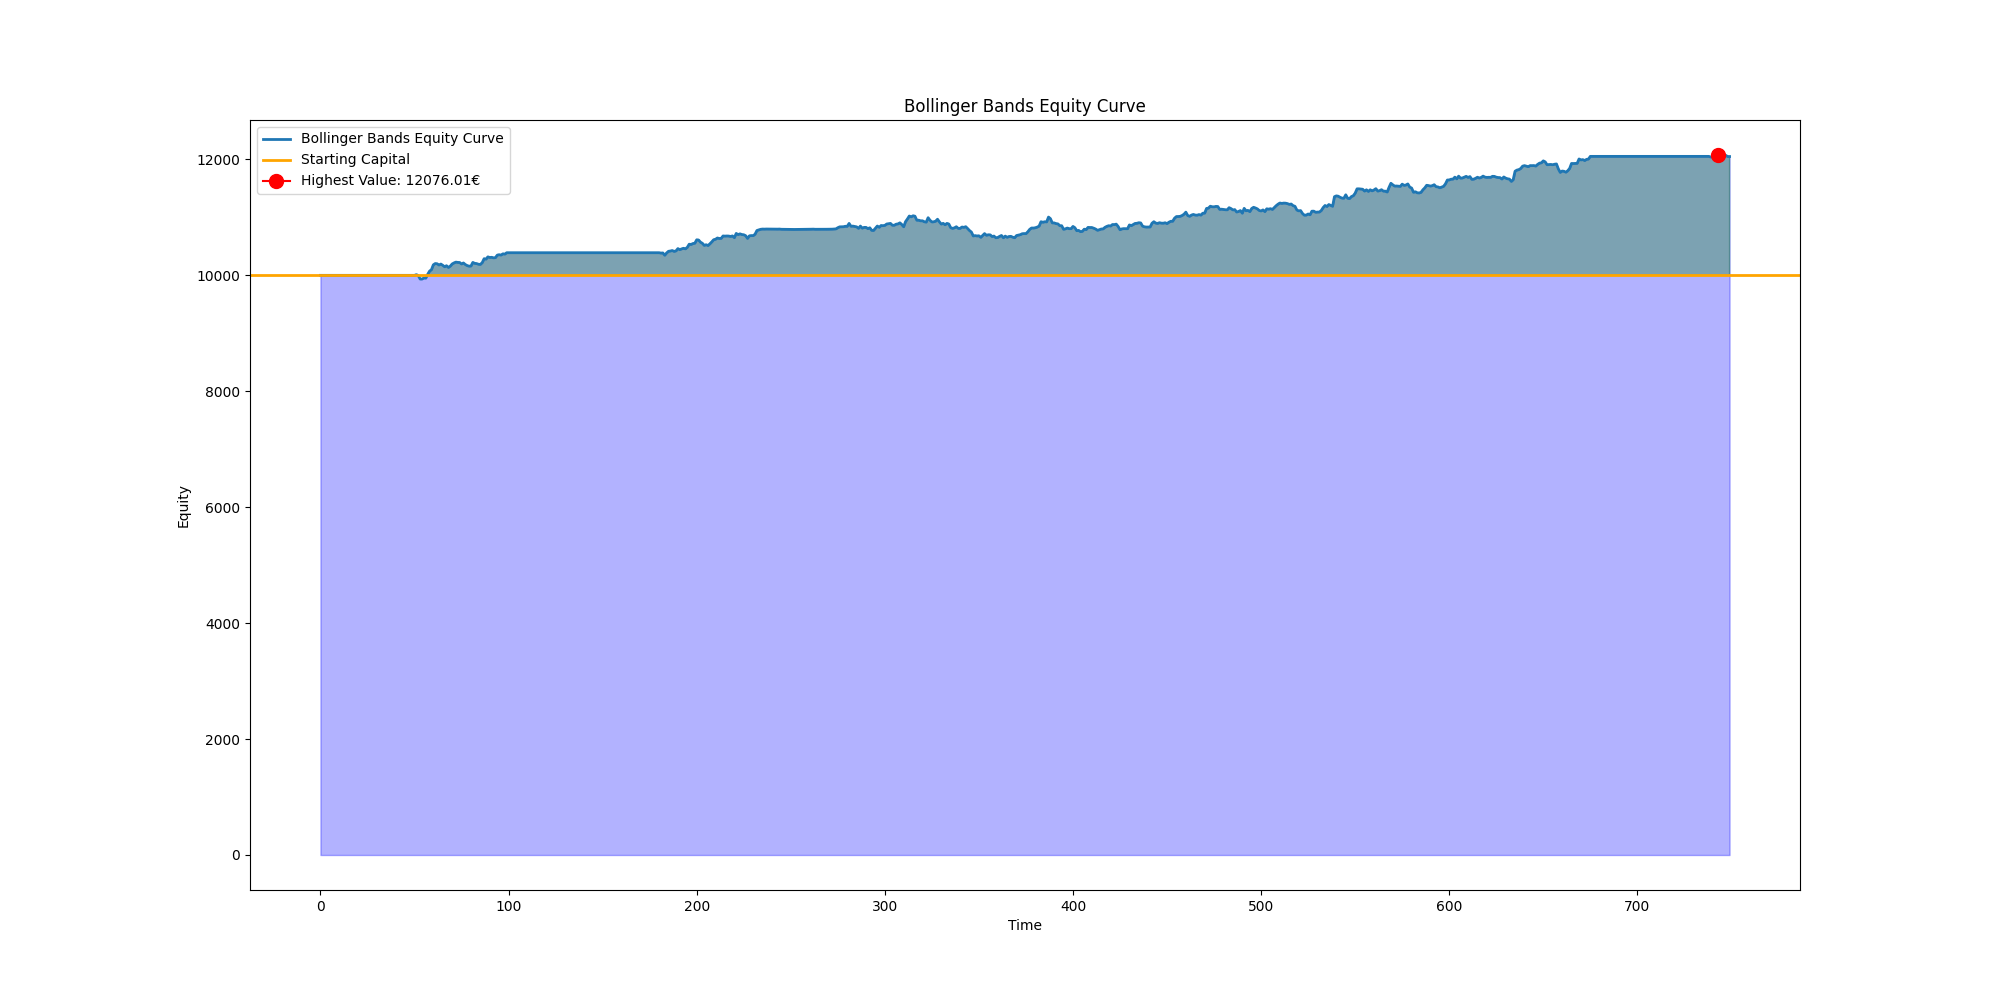 Bollinger Bands Equity Curve
Bollinger Bands Equity Curve
Starting Capital
Highest Value: 12076.01€
12000
10000
8000
6000
4000
2000
0
Equity
0 100 200 300 400 500 600 700
Time